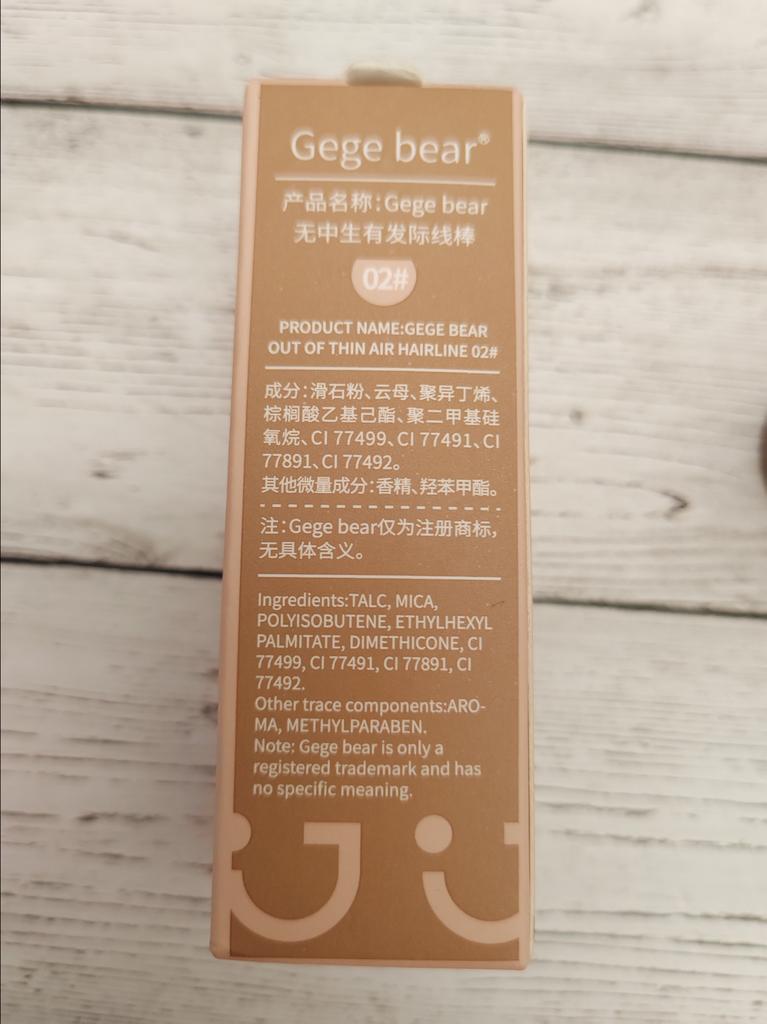 Gege bear®
产品名称:Gege bear
无中生有发际线棒
02#
PRODUCT NAME:GEGE BEAR
OUT OF THIN AIR HAIRLINE 02#
成分:滑石粉、云母、聚异丁烯、
棕榈酸乙基己酯、聚二甲基硅
氧烷、CI 77499、CI 77491、CI
77891、CI 77492。
其他微量成分:香精、羟苯甲酯。
注:Gege bear仅为注册商标,
无具体含义。
Ingredients:TALC, MICA,
POLYISOBUTENE, ETHYLHEXYL
PALMITATE, DIMETHICONE, CI
77499, CI 77491, CI 77891, CI
77492.
Other trace components:ARO-
MA, METHYLPARABEN.
Note: Gege bear is only a
registered trademark and has
no specific meaning.